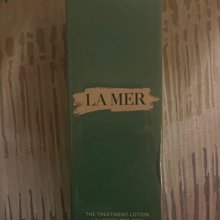 LA MER
THE TREATMENT LOTION